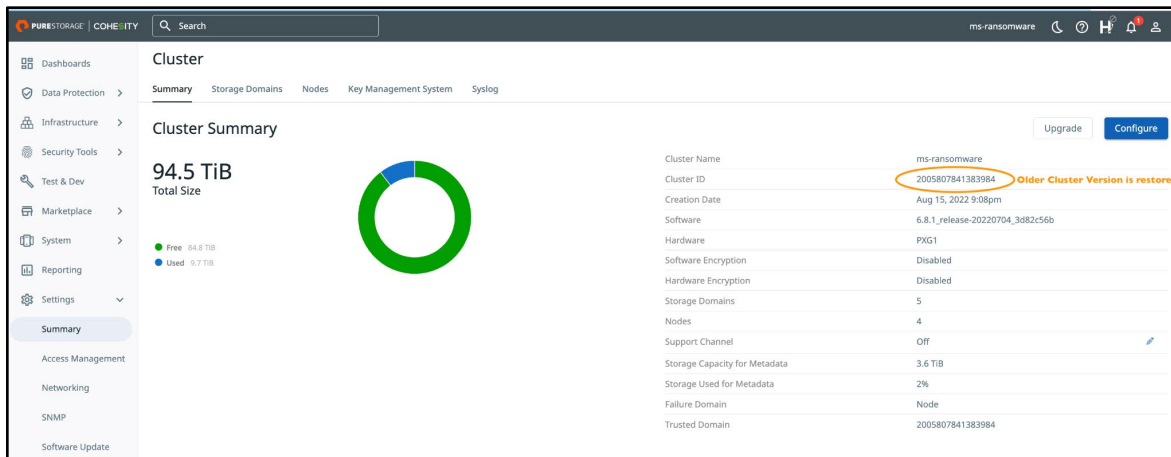 PURESTORAGE | COHESITY
Search
ms-ransomware
1
Dashboards
Data Protection
Infrastructure
Security Tools
Test & Dev
Marketplace
System
Reporting
Settings
Summary
Access Management
Networking
SNMP
Software Update
Cluster
Summary Storage Domains Nodes Key Management System Syslog
Cluster Summary
Upgrade Configure
94.5 TiB
Total Size
Free 84.8 TiB
Used 9.7 TiB
Cluster Name ms-ransomware
Cluster ID 2005807841383984 Older Cluster Version is restore
Creation Date Aug 15, 2022 9:08pm
Software 6.8.1_release-20220704_3d82c56b
Hardware PXG1
Software Encryption Disabled
Hardware Encryption Disabled
Storage Domains 5
Nodes 4
Support Channel Off
Storage Capacity for Metadata 3.6 TiB
Storage Used for Metadata 2%
Failure Domain Node
Trusted Domain 2005807841383984